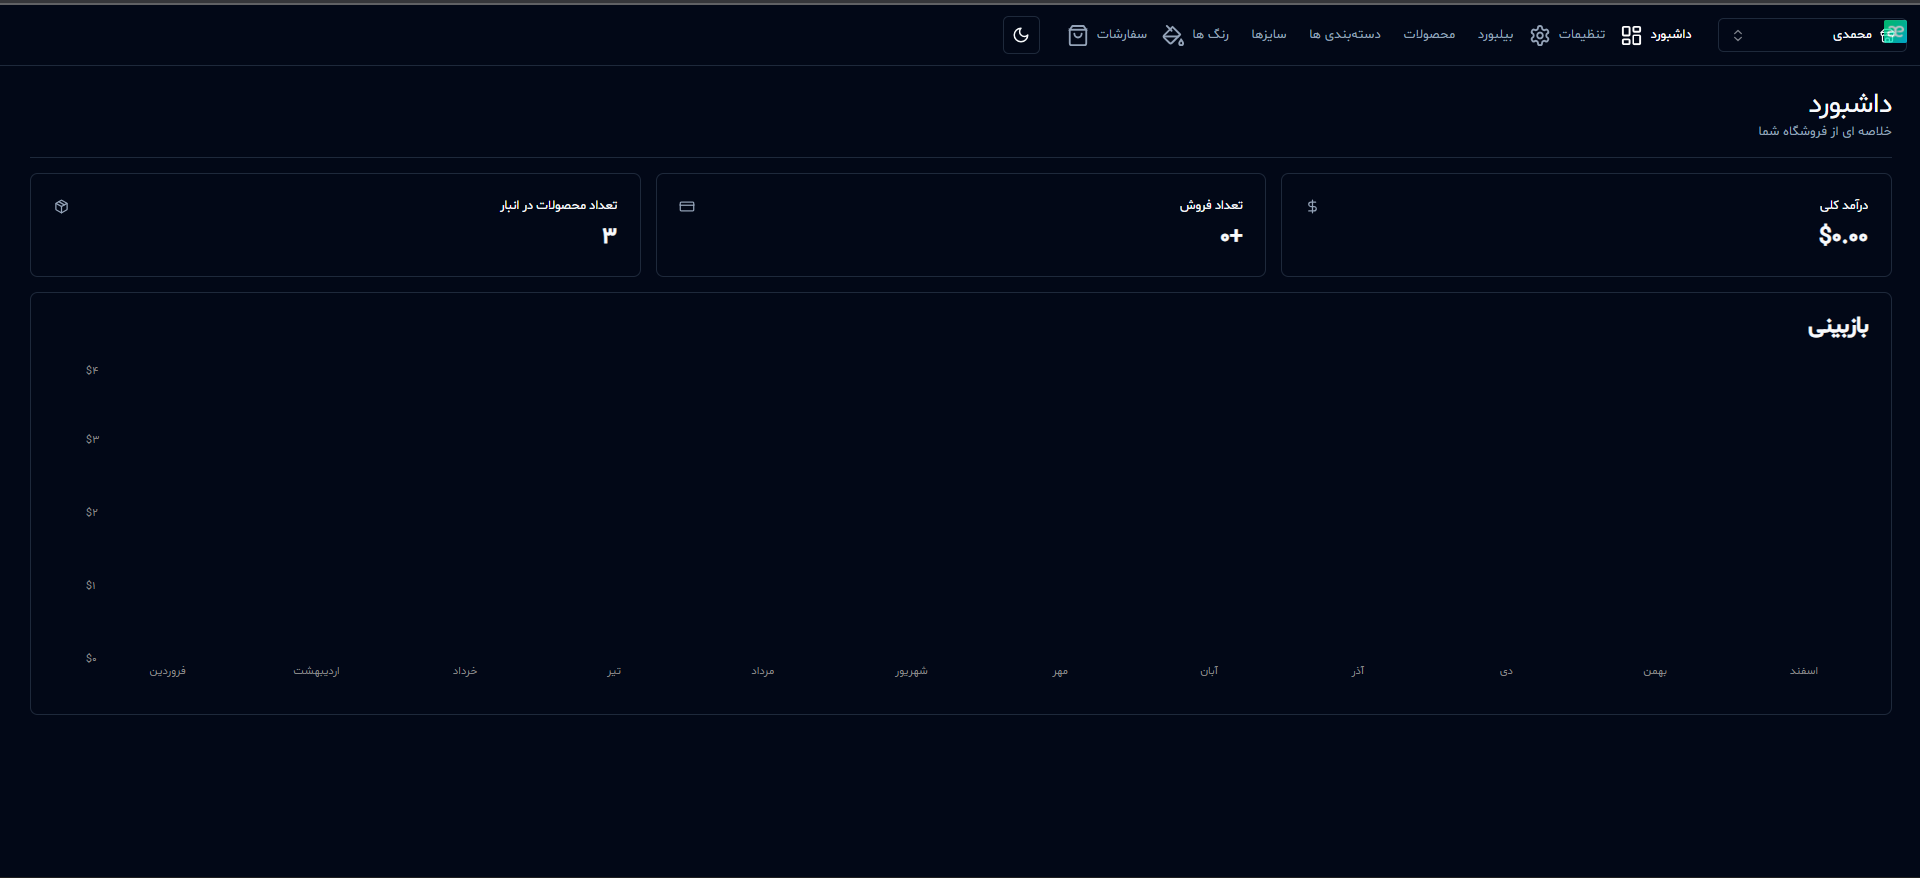 محمدی
داشبورد
تنظیمات
بیلبورد
محصولات
دسته‌بندی ها
سایزها
رنگ ها
سفارشات
داشبورد
خلاصه ای از فروشگاه شما
درآمد کلی
$۰.۰۰
تعداد فروش
+۰
تعداد محصولات در انبار
۳
بازبینی
$۴
$۳
$۲
$۱
$۰
فروردین
اردیبهشت
خرداد
تیر
مرداد
شهریور
مهر
آبان
آذر
دی
بهمن
اسفند